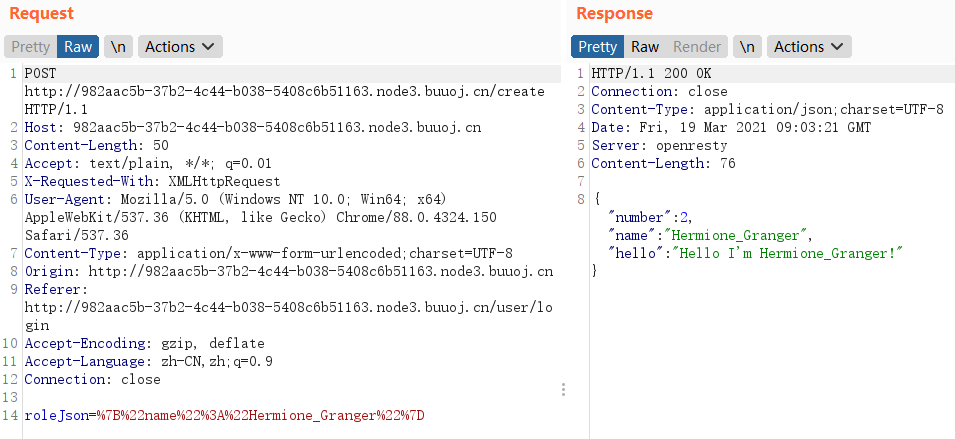 Request
Pretty Raw \n Actions
1 POST
http://982aac5b-37b2-4c44-b038-5408c6b51163.node3.buuoj.cn/create
HTTP/1.1
2 Host: 982aac5b-37b2-4c44-b038-5408c6b51163.node3.buuoj.cn
3 Content-Length: 50
4 Accept: text/plain, */*; q=0.01
5 X-Requested-With: XMLHttpRequest
6 User-Agent: Mozilla/5.0 (Windows NT 10.0; Win64; x64)
AppleWebKit/537.36 (KHTML, like Gecko) Chrome/88.0.4324.150
Safari/537.36
7 Content-Type: application/x-www-form-urlencoded;charset=UTF-8
8 Origin: http://982aac5b-37b2-4c44-b038-5408c6b51163.node3.buuoj.cn
9 Referer:
http://982aac5b-37b2-4c44-b038-5408c6b51163.node3.buuoj.cn/user/lo
gin
10 Accept-Encoding: gzip, deflate
11 Accept-Language: zh-CN,zh;q=0.9
12 Connection: close
13
14 roleJson=%7B%22name%22%3A%22Hermione_Granger%22%7D
Response
Pretty Raw Render \n Actions
1 HTTP/1.1 200 OK
2 Connection: close
3 Content-Type: application/json;charset=UTF-8
4 Date: Fri, 19 Mar 2021 09:03:21 GMT
5 Server: openresty
6 Content-Length: 76
7
8 {
"number":2,
"name":"Hermione_Granger",
"hello":"Hello I'm Hermione_Granger!"
}